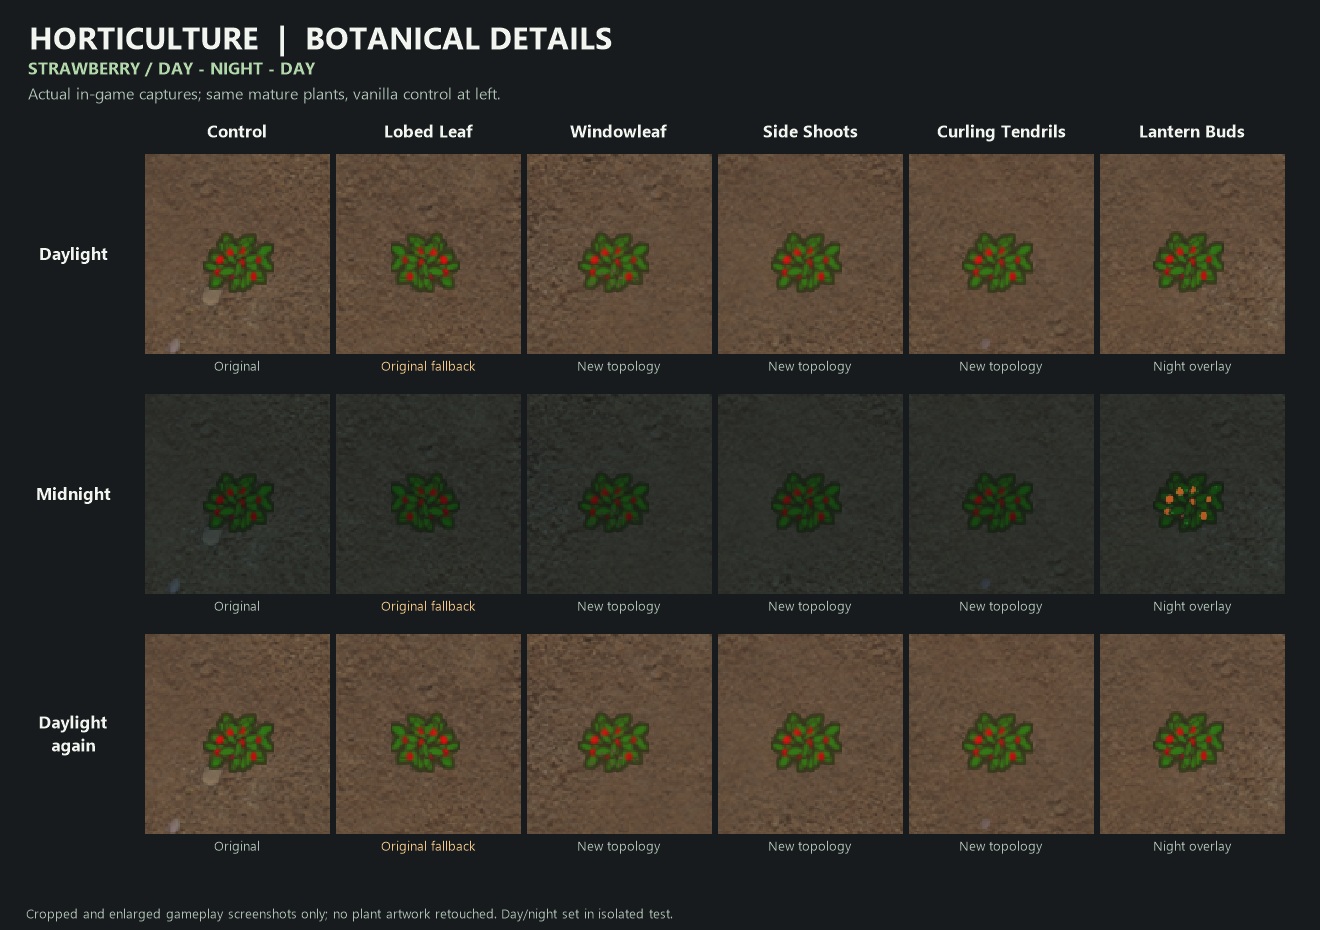 HORTICULTURE | BOTANICAL DETAILS
STRAWBERRY / DAY - NIGHT - DAY
Actual in-game captures; same mature plants, vanilla control at left.
Control Lobed Leaf Windowleaf Side Shoots Curling Tendrils Lantern Buds
Daylight
Original Original fallback New topology New topology New topology Night overlay
Midnight
Original Original fallback New topology New topology New topology Night overlay
Daylight
again
Original Original fallback New topology New topology New topology Night overlay
Cropped and enlarged gameplay screenshots only; no plant artwork retouched. Day/night set in isolated test.